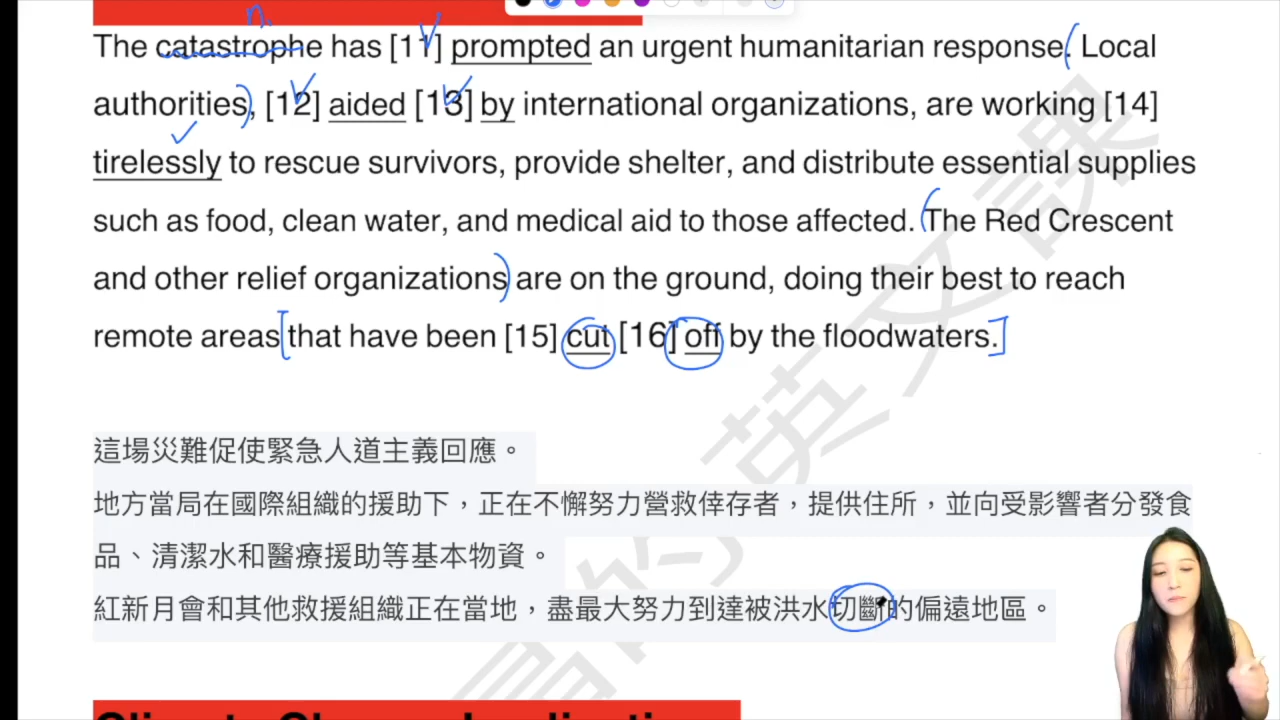 n.
The catastrophe has [11] prompted an urgent humanitarian response. Local
authorities, [12] aided [13] by international organizations, are working [14]
tirelessly to rescue survivors, provide shelter, and distribute essential supplies
such as food, clean water, and medical aid to those affected. The Red Crescent
and other relief organizations are on the ground, doing their best to reach
remote areas that have been [15] cut [16] off by the floodwaters.
這場災難促使緊急人道主義回應。
地方當局在國際組織的援助下，正在不懈努力營救倖存者，提供住所，並向受影響者分發食
品、清潔水和醫療援助等基本物資。
紅新月會和其他救援組織正在當地，盡最大努力到達被洪水切斷的偏遠地區。
的英文課